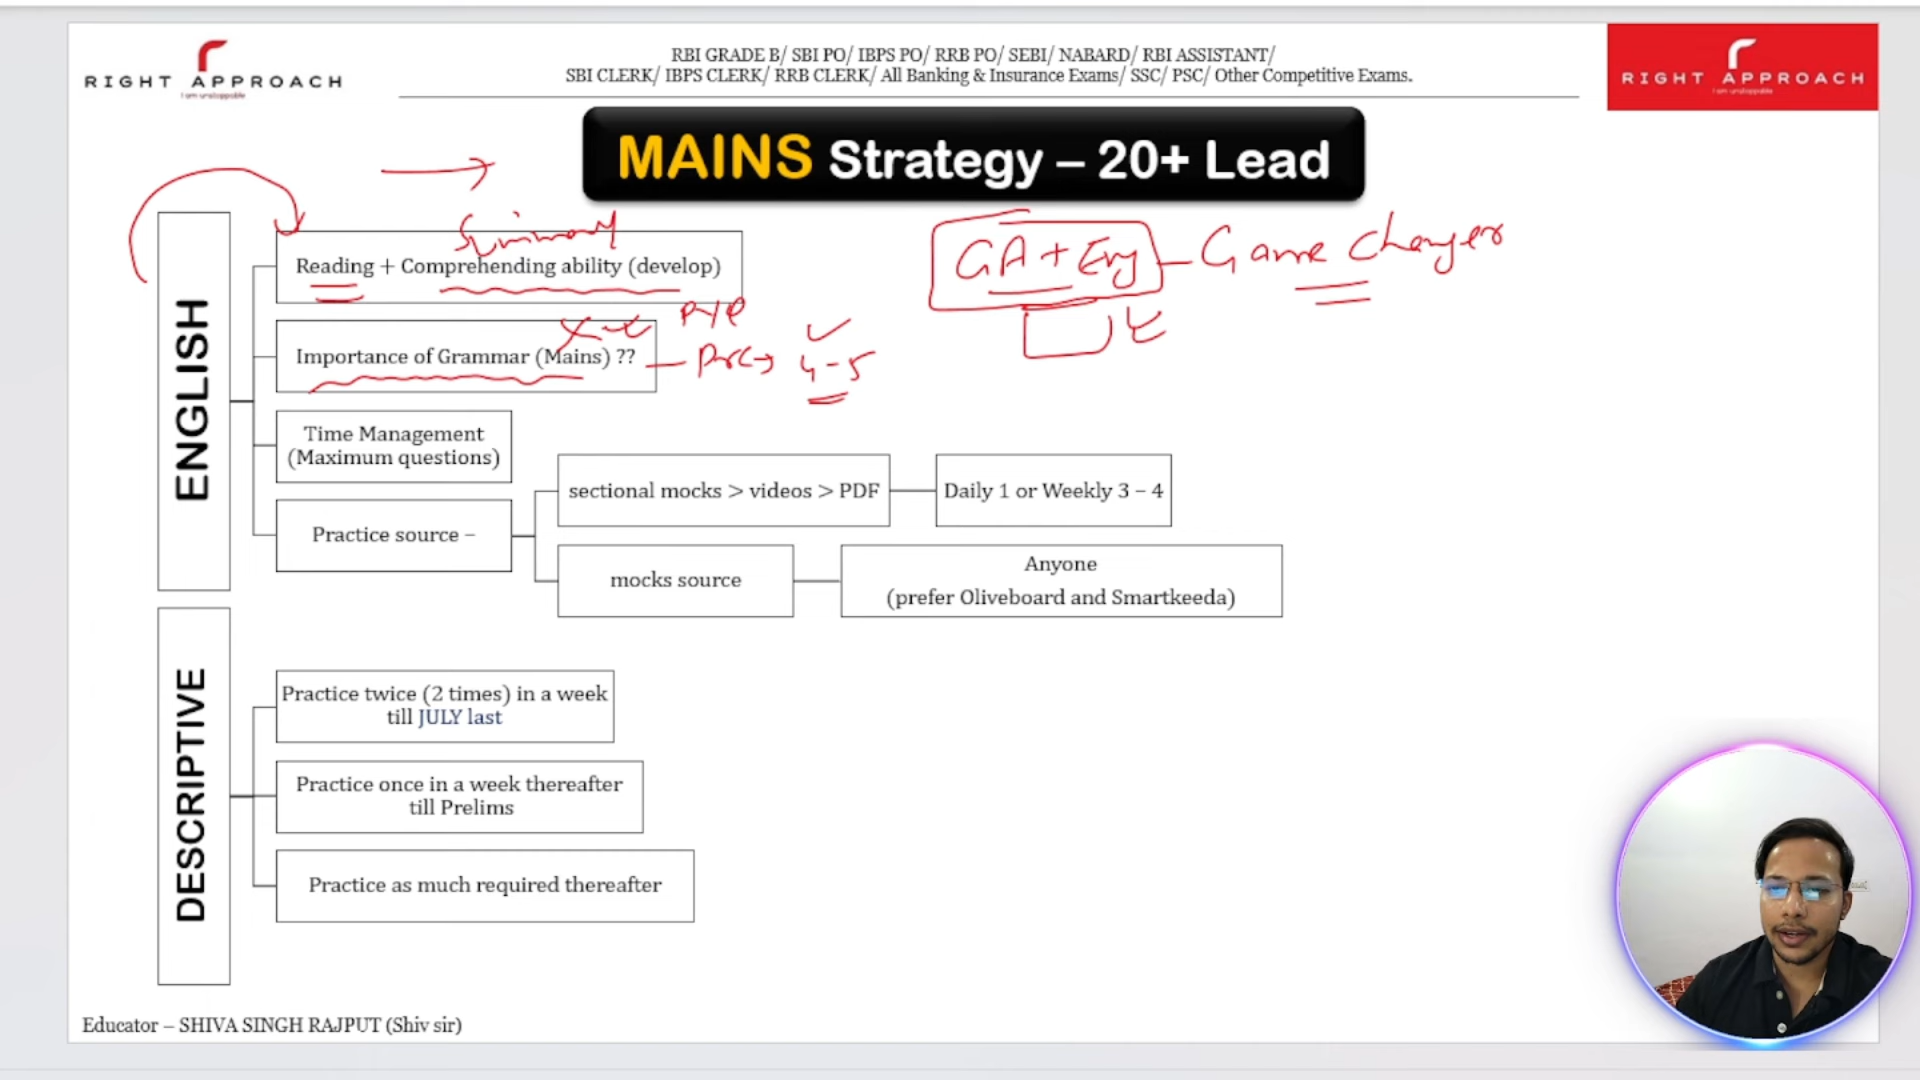 RIGHT APPROACH
I am unstoppable
RBI GRADE B/ SBI PO/ IBPS PO/ RRB PO/ SEBI/ NABARD/ RBI ASSISTANT/
SBI CLERK/ IBPS CLERK/ RRB CLERK/ All Banking & Insurance Exams/ SSC/ PSC/ Other Competitive Exams.
RIGHT APPROACH
I am unstoppable
MAINS Strategy – 20+ Lead
ENGLISH
Reading + Comprehending ability (develop)
GA + Eng – Game Changer
Importance of Grammar (Mains) ??
4-5
Time Management
(Maximum questions)
Practice source –
sectional mocks > videos > PDF
Daily 1 or Weekly 3 – 4
mocks source
Anyone
(prefer Oliveboard and Smartkeeda)
DESCRIPTIVE
Practice twice (2 times) in a week
till JULY last
Practice once in a week thereafter
till Prelims
Practice as much required thereafter
Educator – SHIVA SINGH RAJPUT (Shiv sir)